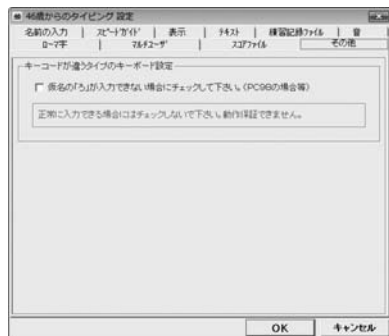 46歳からのタイピング 設定
名前の入力 | スピードガイド | 表示 | テキスト | 練習記録ファイル | 音
ローマ字 | マルチユーザ | スコアファイル | その他
キーコードが違うタイプのキーボード設定
仮名の「ろ」が入力できない場合にチェックして下さい。(PC98の場合等)
正常に入力できる場合にはチェックしないで下さい。動作保証できません。
OK キャンセル